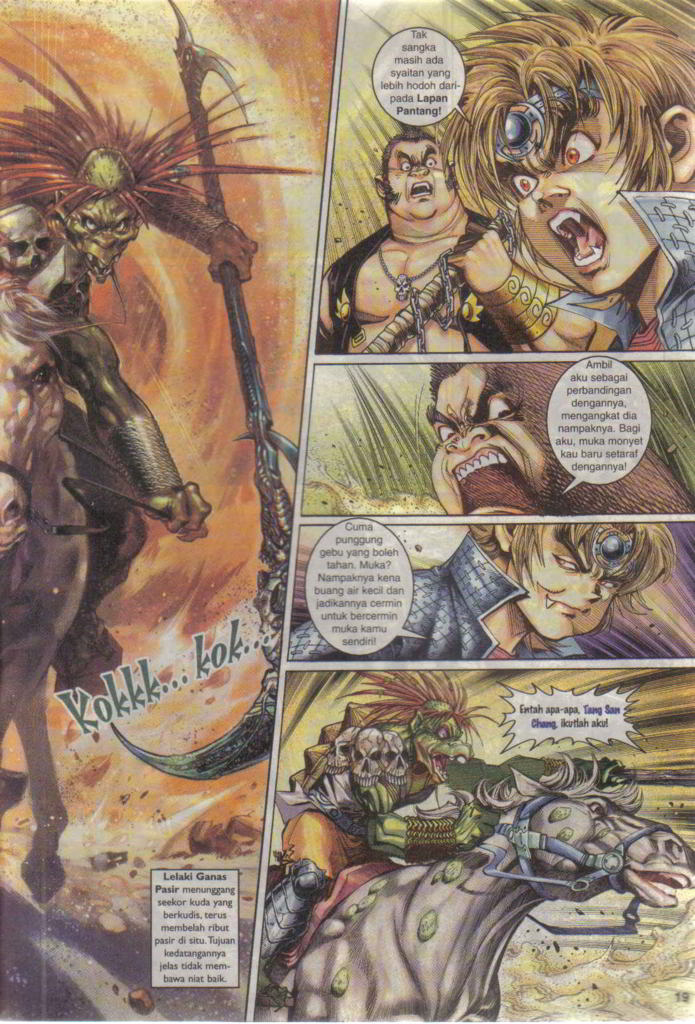 Tak
sangka
masih ada
syaitan yang
lebih hodoh dari-
pada Lapan
Pantang!
Ambil
aku sebagai
perbandingan
dengannya,
mengangkat dia
nampaknya. Bagi
aku, muka monyet
kau baru setaraf
dengannya!
Cuma
punggung
gebu yang boleh
tahan. Muka?
Nampaknya kena
buang air kecil dan
jadikannya cermin
untuk bercermin
muka kamu
sendiri!
Kokkk... kok...
Entah apa-apa, Tang San
Chang, ikutlah aku!
Lelaki Ganas
Pasir menunggang
seekor kuda yang
berkudis, terus
membelah ribut
pasir di situ. Tujuan
kedatangannya
jelas tidak mem-
bawa niat baik.
19